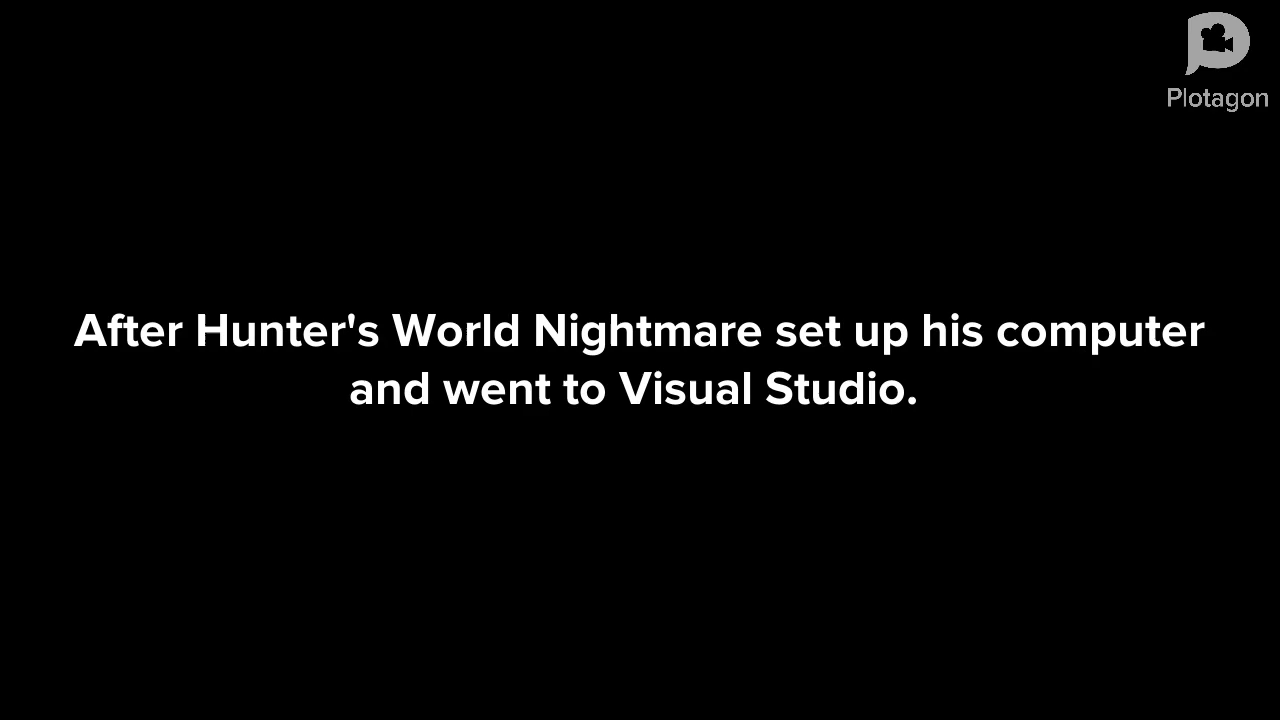 Plotagon
After Hunter's World Nightmare set up his computer
and went to Visual Studio.